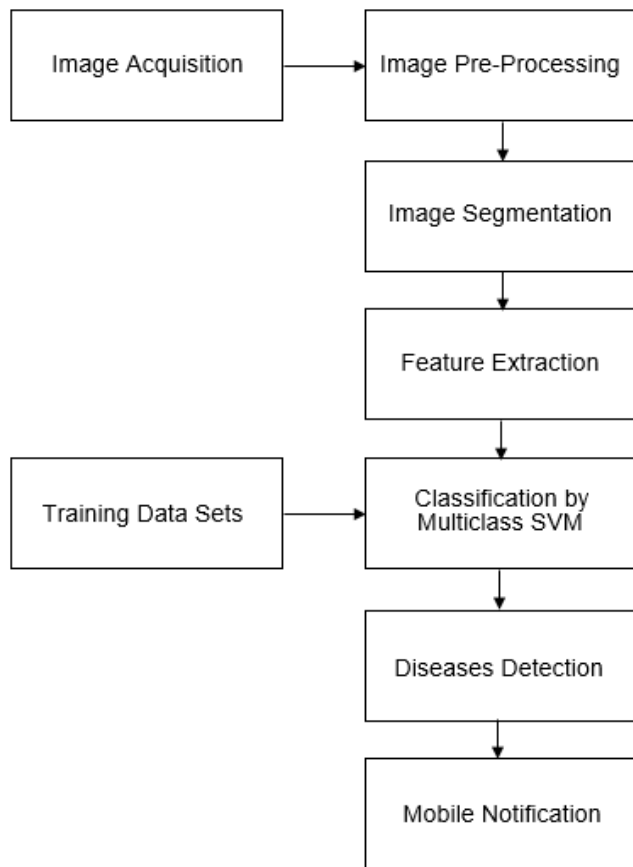 Image Acquisition
Image Pre-Processing
Image Segmentation
Feature Extraction
Training Data Sets
Classification by
Multiclass SVM
Diseases Detection
Mobile Notification